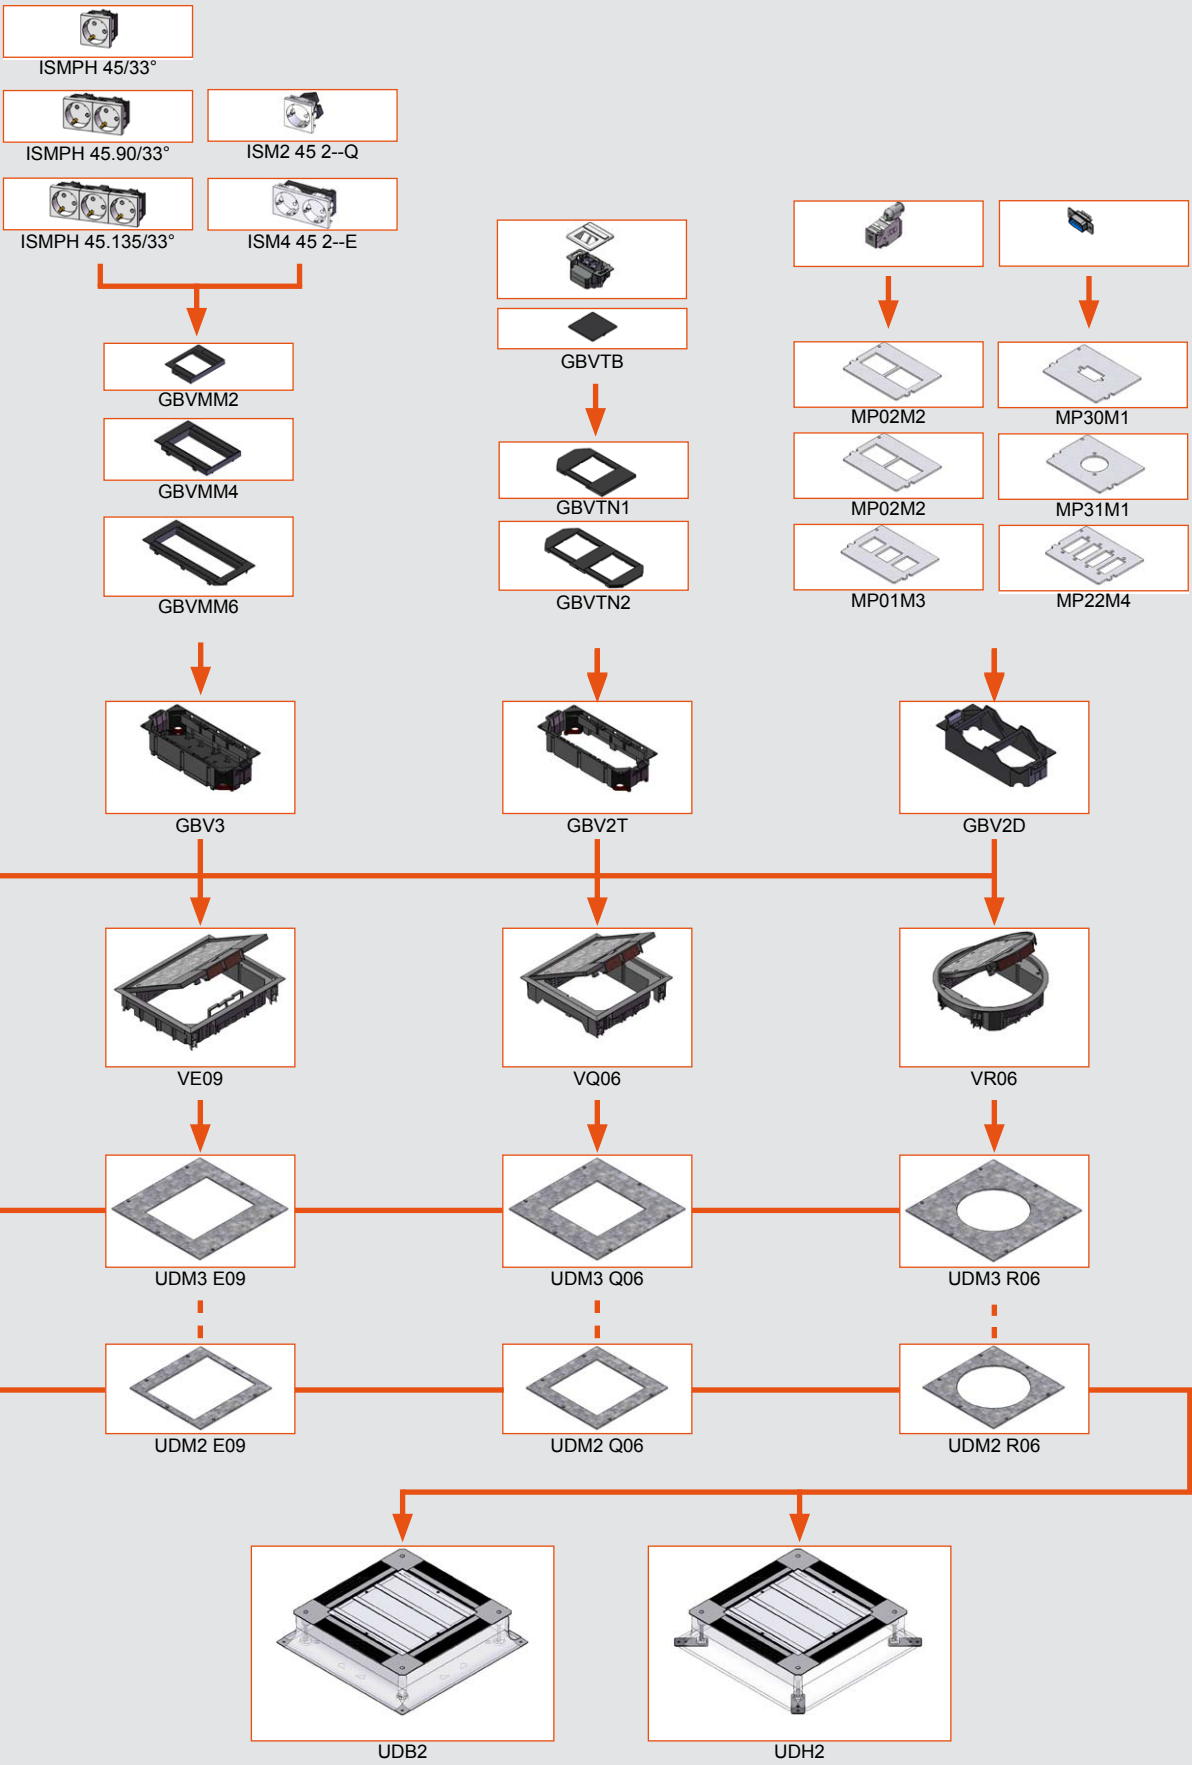 ISMPH 45/33°
ISMPH 45.90/33°
ISM2 45 2--Q
ISMPH 45.135/33°
ISM4 45 2--E
GBVTB
GBVMM2
MP02M2
MP30M1
GBVMM4
GBVTN1
MP02M2
MP31M1
GBVMM6
GBVTN2
MP01M3
MP22M4
GBV3
GBV2T
GBV2D
VE09
VQ06
VR06
UDM3 E09
UDM3 Q06
UDM3 R06
UDM2 E09
UDM2 Q06
UDM2 R06
UDB2
UDH2